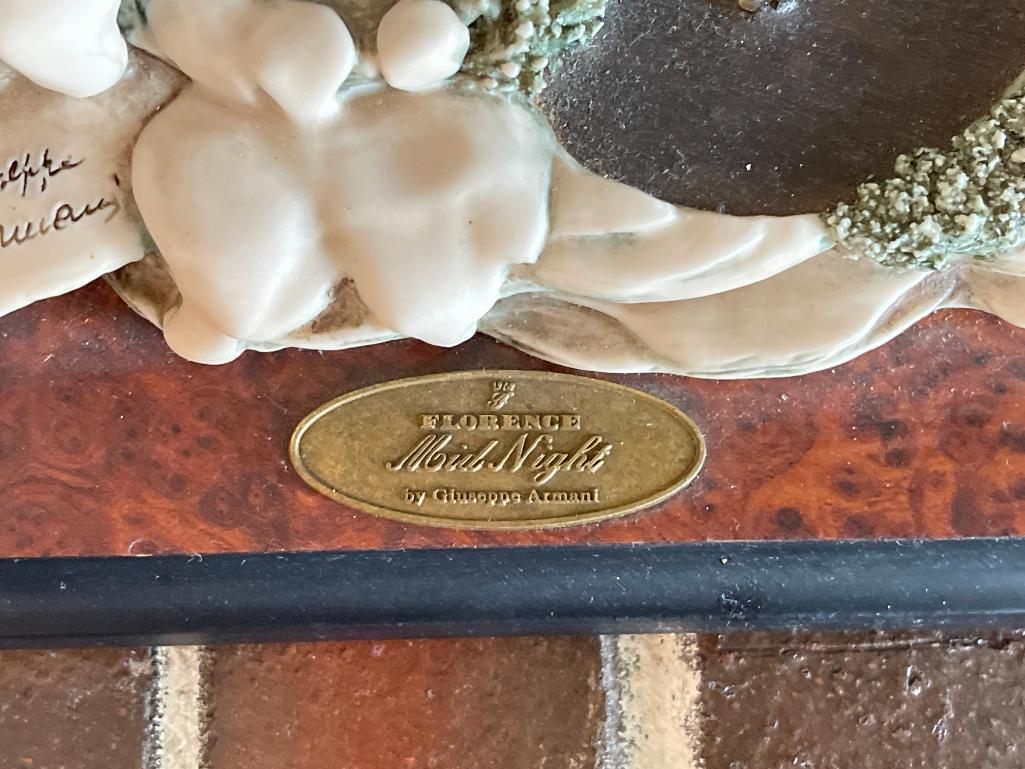 FLORENCE
Mid Night
by Giuseppe Armani